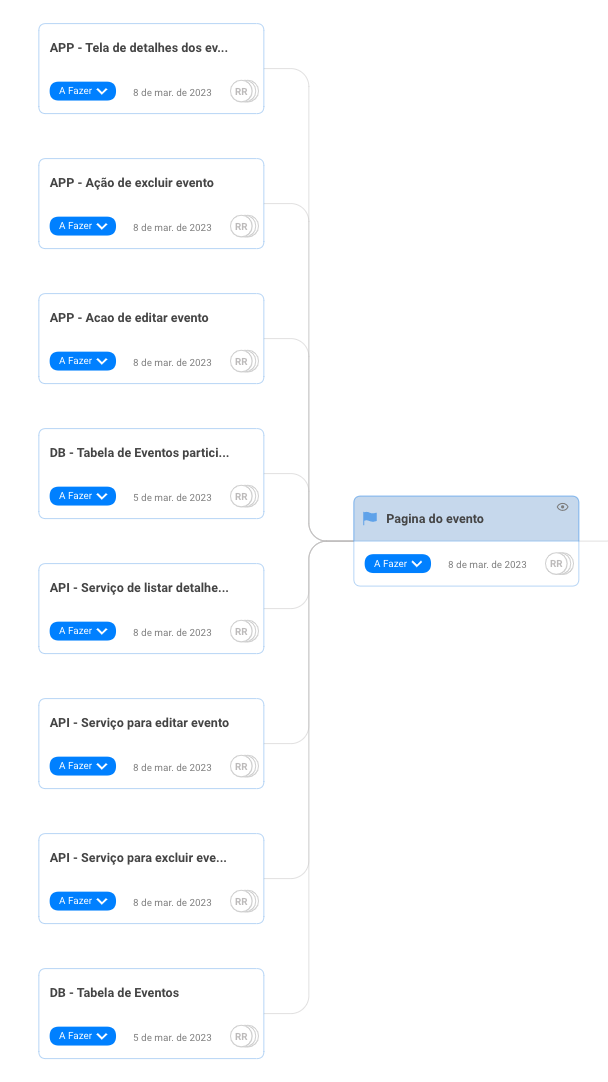 APP - Tela de detalhes dos ev...
A Fazer 8 de mar. de 2023 RR
APP - Ação de excluir evento
A Fazer 8 de mar. de 2023 RR
APP - Acao de editar evento
A Fazer 8 de mar. de 2023 RR
DB - Tabela de Eventos partici...
A Fazer 5 de mar. de 2023 RR
Pagina do evento
A Fazer 8 de mar. de 2023 RR
API - Serviço de listar detalhe...
A Fazer 8 de mar. de 2023 RR
API - Serviço para editar evento
A Fazer 8 de mar. de 2023 RR
API - Serviço para excluir eve...
A Fazer 8 de mar. de 2023 RR
DB - Tabela de Eventos
A Fazer 5 de mar. de 2023 RR